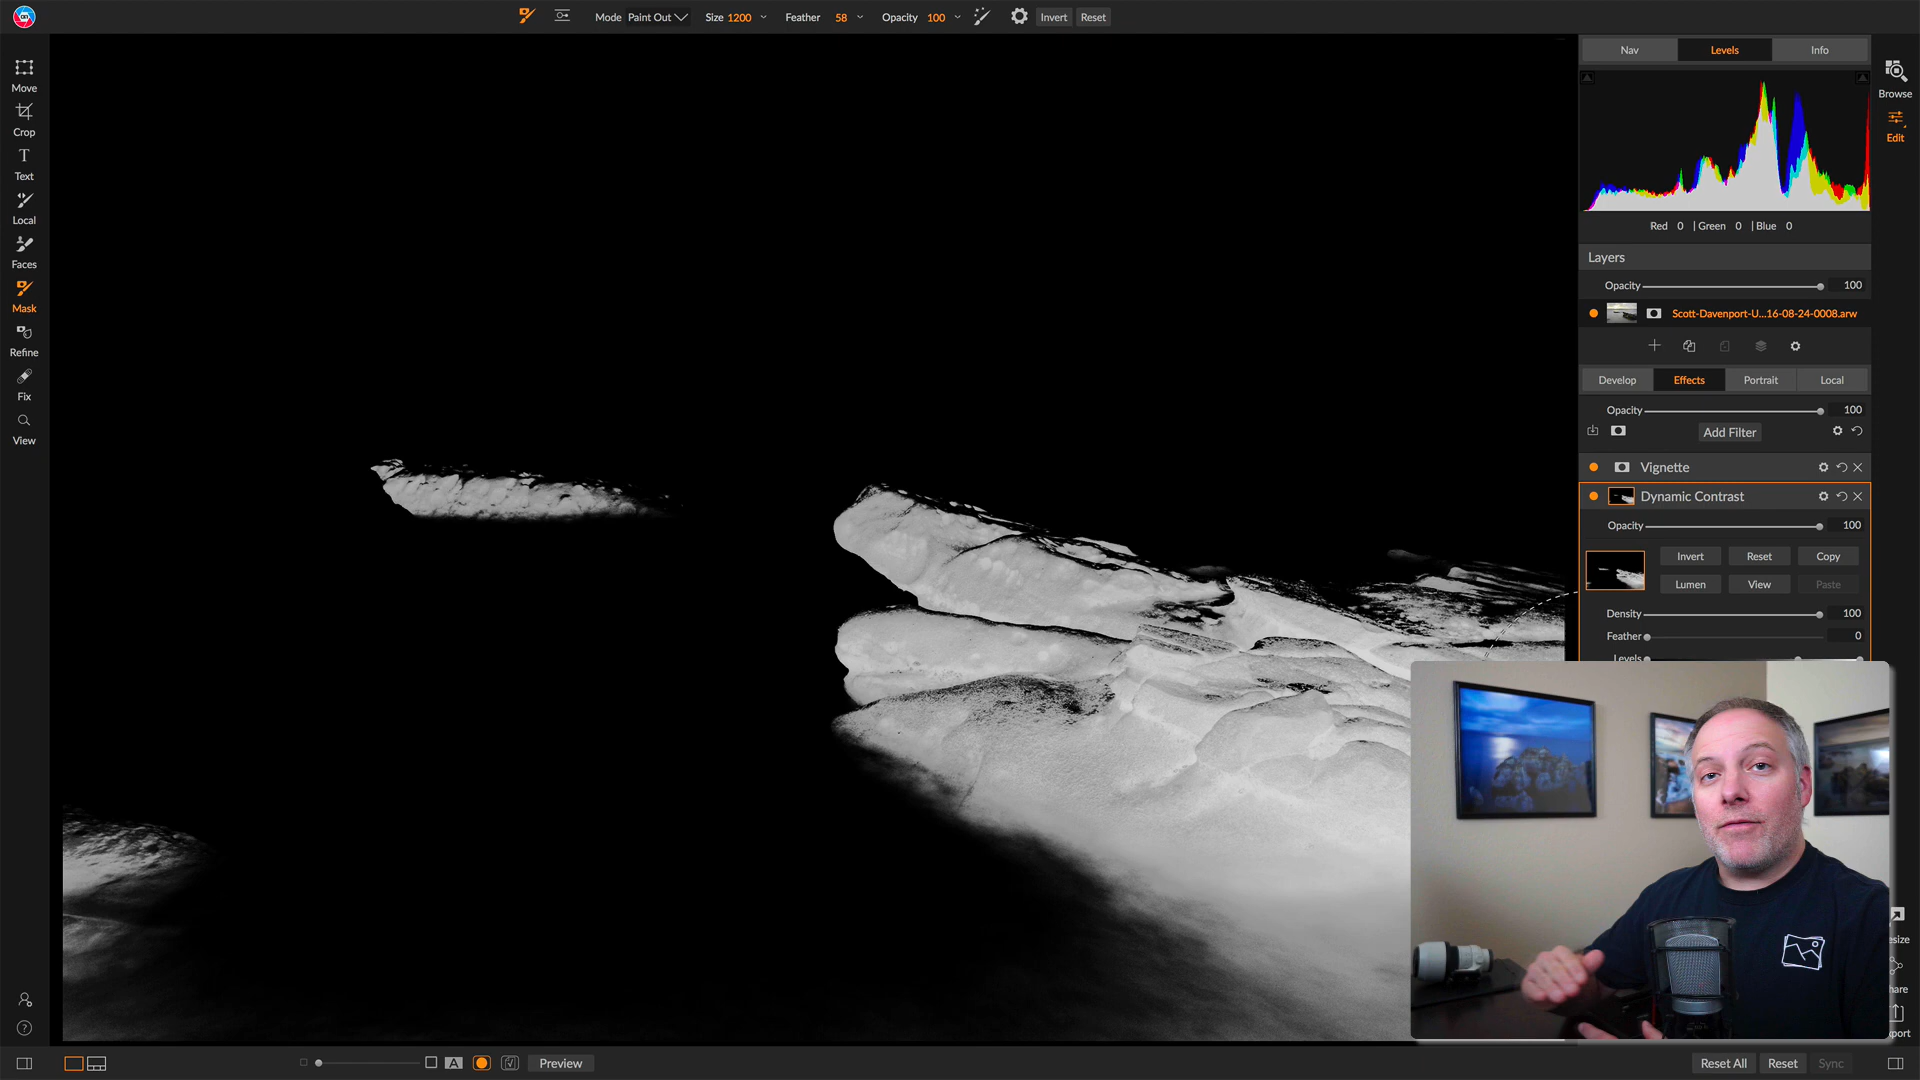 Mode Paint Out Size 1200 Feather 58 Opacity 100 Invert Reset
Nav Levels Info
Move
Browse
Crop
Edit
Text
Local
Red 0 | Green 0 | Blue 0
Faces
Layers
Opacity 100
Mask
Scott-Davenport-U...16-08-24-0008.arw
Refine
Develop Effects Portrait Local
Fix
Opacity 100
Add Filter
View
Vignette
Dynamic Contrast
Opacity 100
Invert Reset Copy
Lumen View Paste
Density 100
Feather 0
Levels
esize
hare
port
A Preview Reset All Reset Sync